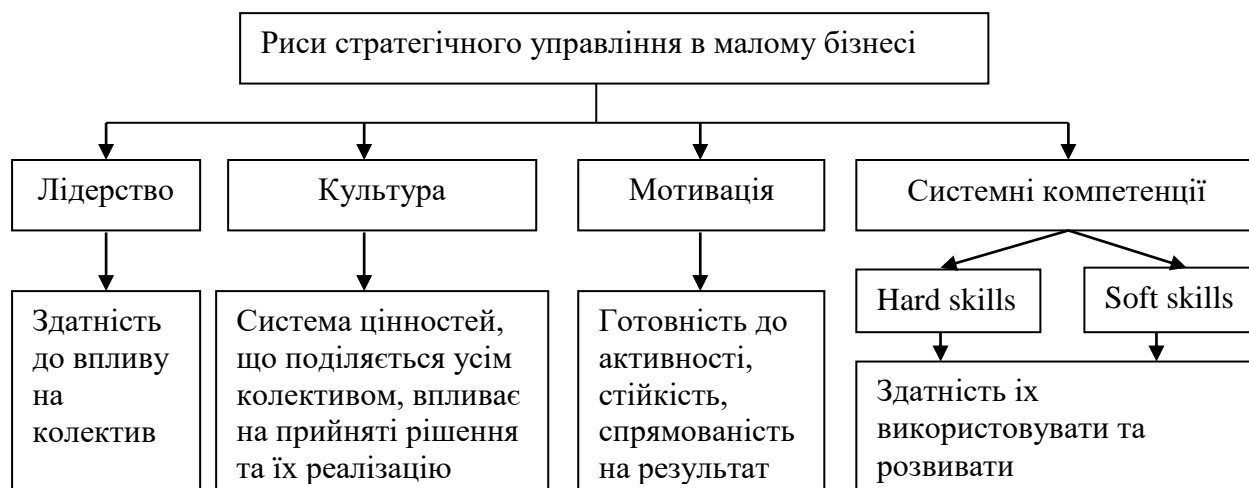 Риси стратегічного управління в малому бізнесі
Лідерство
Культура
Мотивація
Системні компетенції
Здатність
до впливу
на
колектив
Система цінностей,
що поділяється усім
колективом, впливає
на прийняті рішення
та їх реалізацію
Готовність до
активності,
стійкість,
спрямованість
на результат
Hard skills
Soft skills
Здатність іх
використовувати та
розвивати